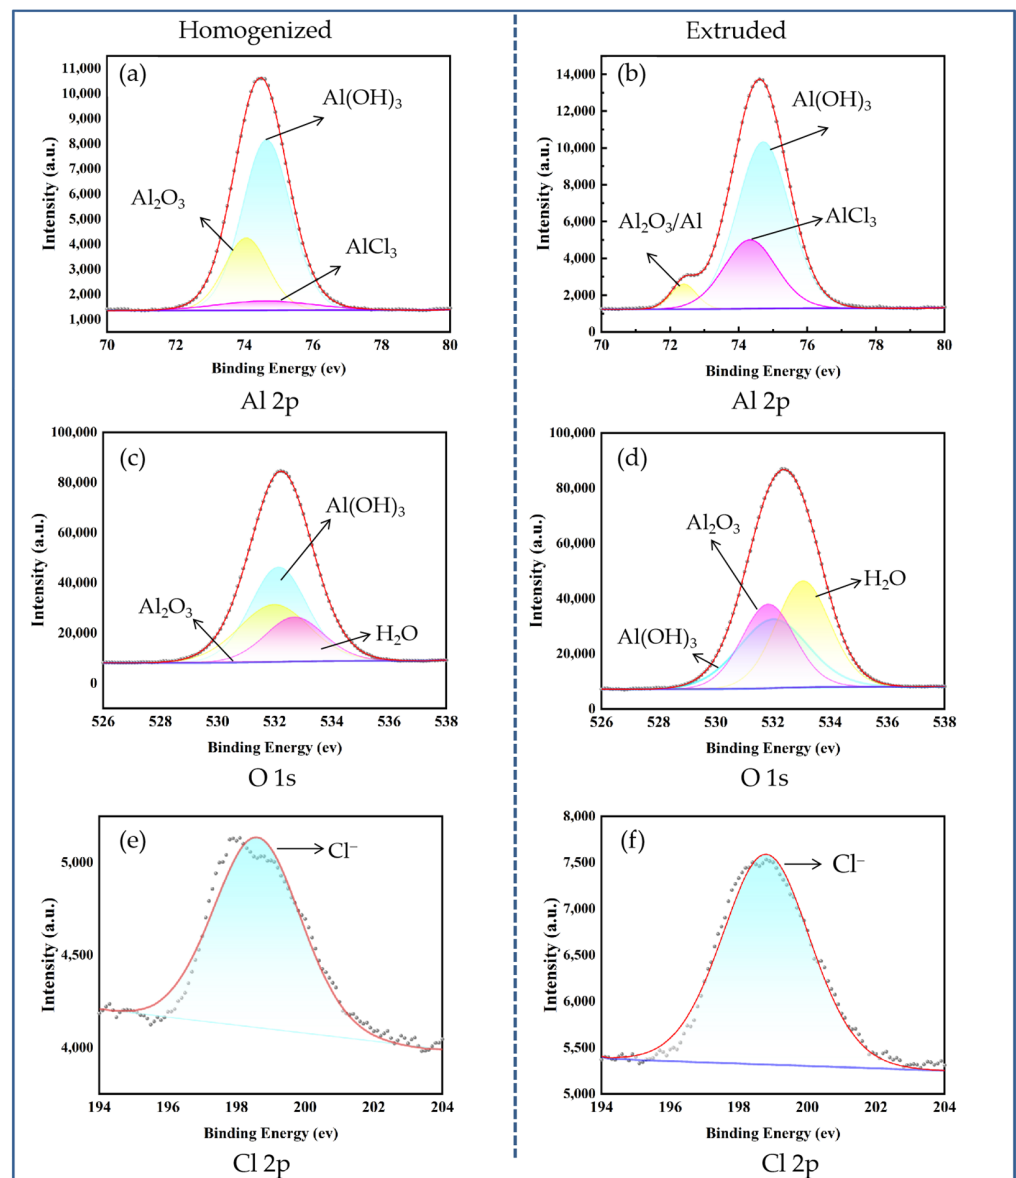 Homogenized
Extruded
(a)
11,000
10,000
9,000
8,000
7,000
6,000
5,000
4,000
3,000
2,000
1,000
Intensity (a.u.)
Al(OH)₃
Al₂O₃
AlCl₃
70 72 74 76 78 80
Binding Energy (ev)
Al 2p
(b)
14,000
12,000
10,000
8,000
6,000
4,000
2,000
0
Intensity (a.u.)
Al(OH)₃
Al₂O₃/Al
AlCl₃
70 72 74 76 78 80
Binding Energy (ev)
Al 2p
(c)
100,000
80,000
60,000
40,000
20,000
0
Intensity (a.u.)
Al(OH)₃
Al₂O₃
H₂O
526 528 530 532 534 536 538
Binding Energy (ev)
O 1s
(d)
100,000
80,000
60,000
40,000
20,000
0
Intensity (a.u.)
Al₂O₃
H₂O
Al(OH)₃
526 528 530 532 534 536 538
Binding Energy (ev)
O 1s
(e)
5,000
4,500
4,000
Intensity (a.u.)
Cl⁻
194 196 198 200 202 204
Binding Energy (ev)
Cl 2p
(f)
8,000
7,500
7,000
6,500
6,000
5,500
5,000
Intensity (a.u.)
Cl⁻
194 196 198 200 202 204
Binding Energy (ev)
Cl 2p